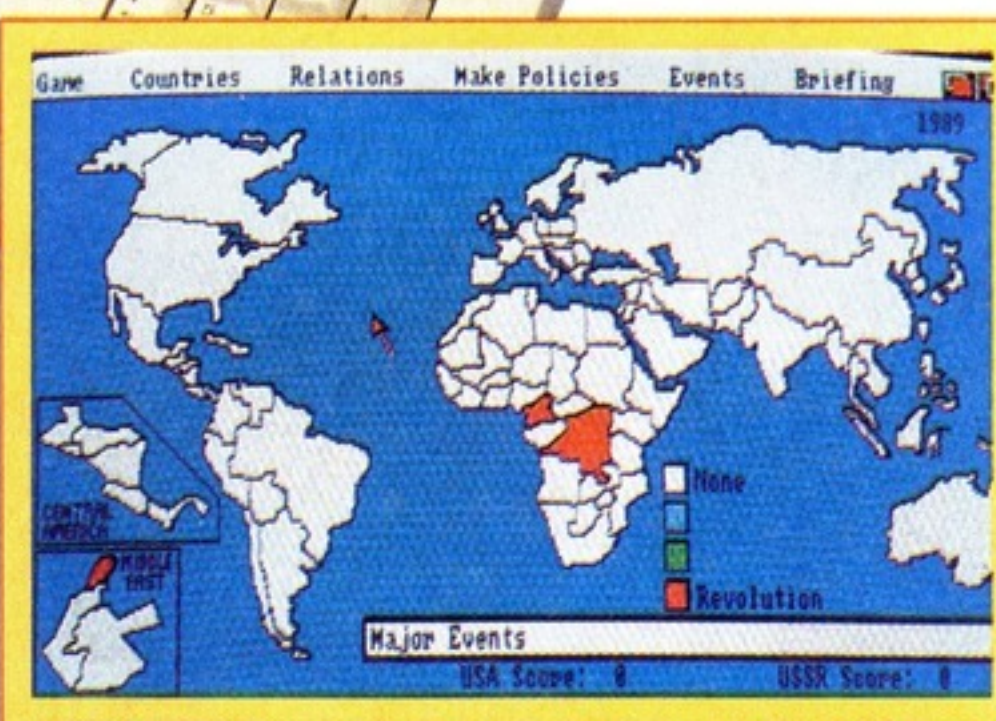 Game Countries Relations Make Policies Events Briefing
1989
None
CENTRAL
AMERICA
MIDDLE
EAST
Revolution
Major Events
USA Score: 0 USSR Score: 0